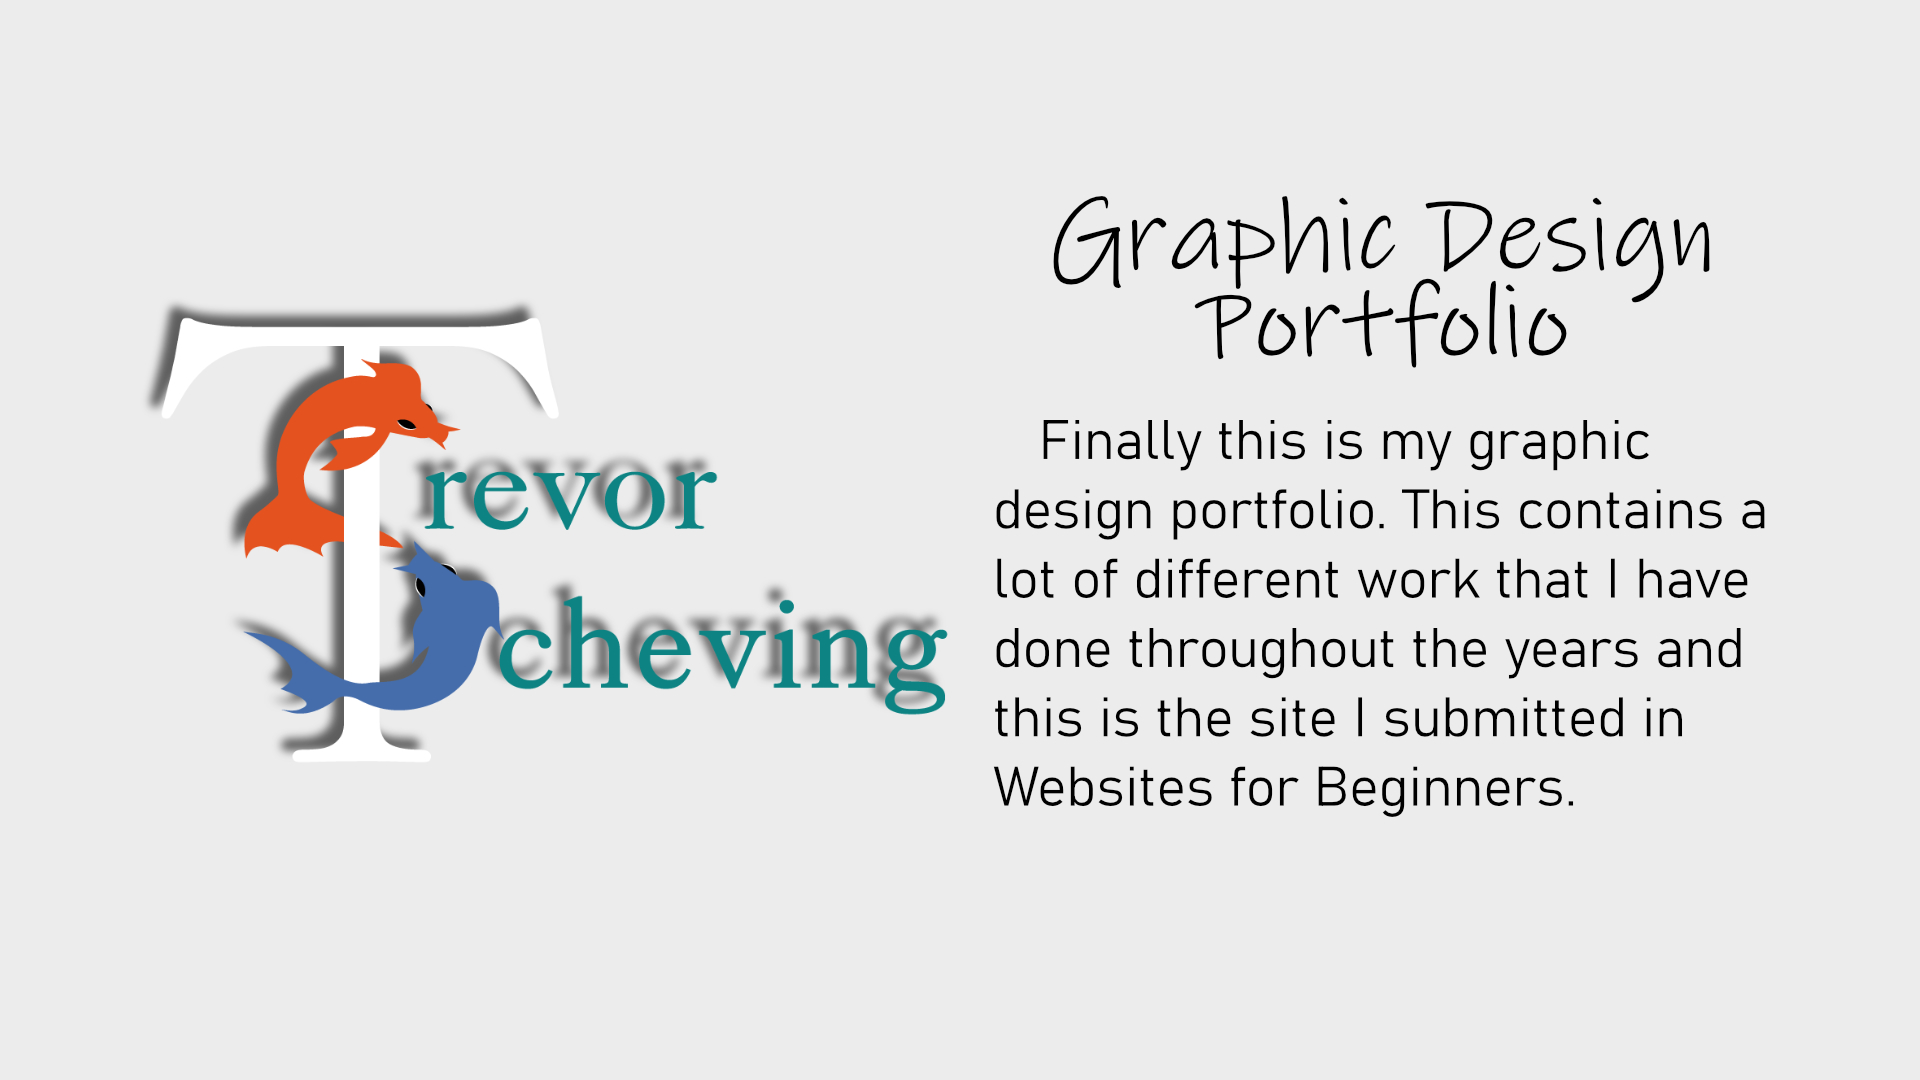 Trevor
Scheving
Graphic Design
Portfolio
Finally this is my graphic
design portfolio. This contains a
lot of different work that I have
done throughout the years and
this is the site I submitted in
Websites for Beginners.